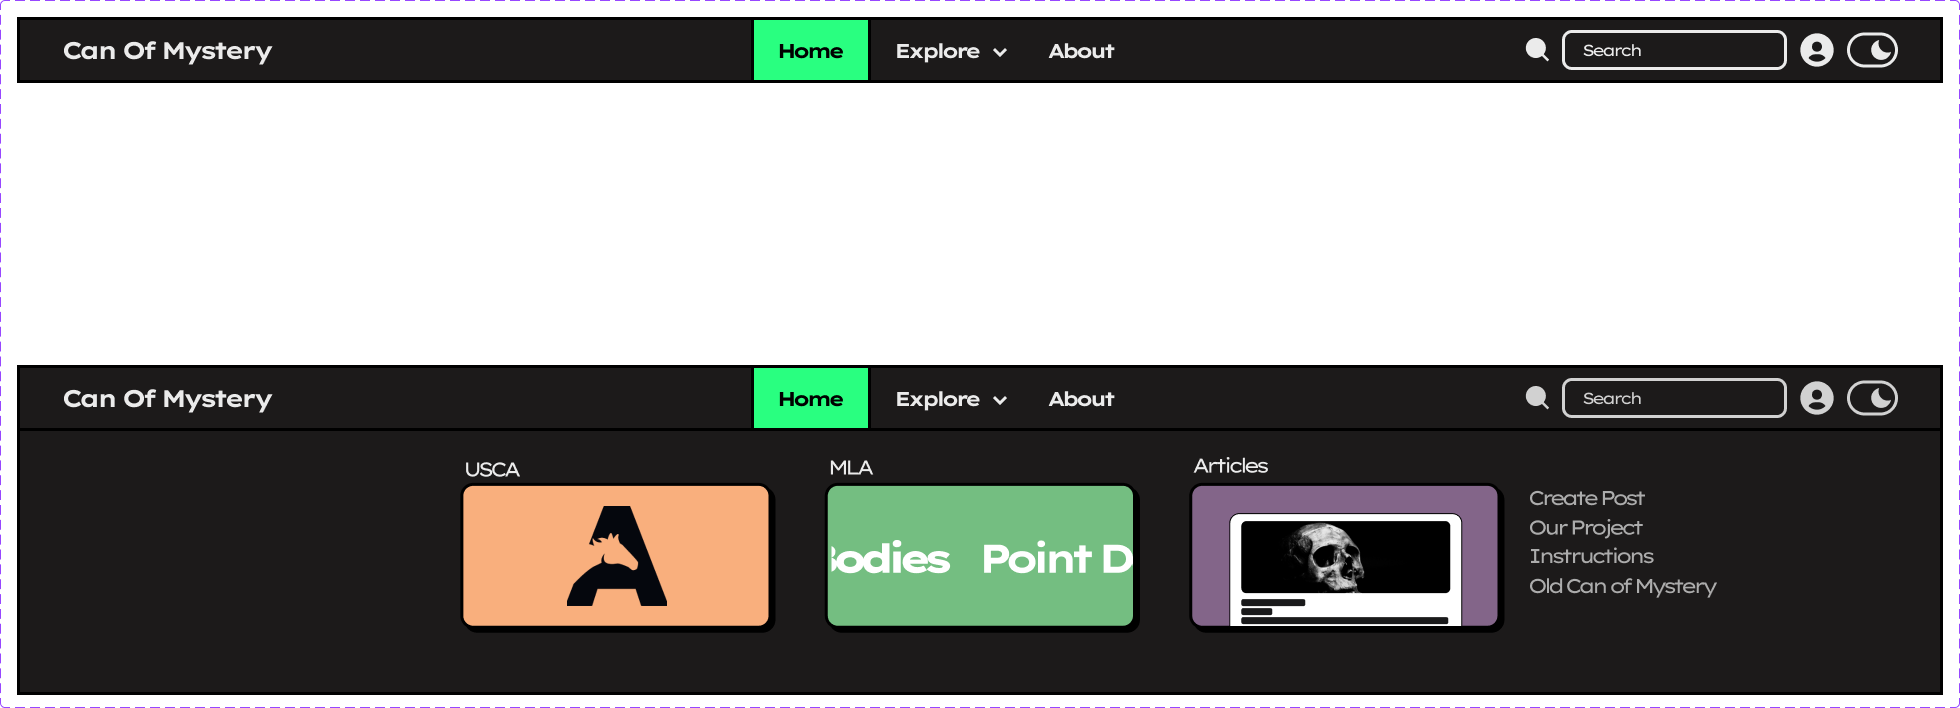 Can Of Mystery
Home
Explore
About
Search
Can Of Mystery
Home
Explore
About
Search
USCA
MLA
Articles
A
Bodies Point D
Create Post
Our Project
Instructions
Old Can of Mystery